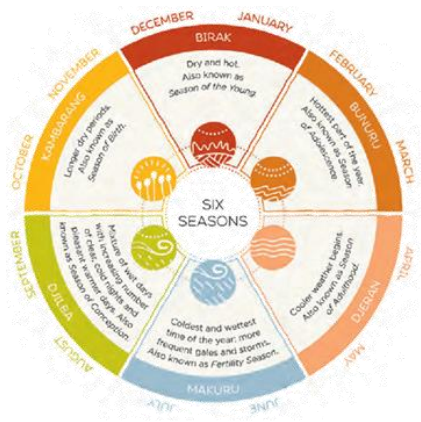 DECEMBER
JANUARY
BIRAK
Dry and hot.
Also known as
Season of the Young.
FEBRUARY
MARCH
BUNURU
Hottest part of the year.
Also known as Season
of Adolescence
APRIL
MAY
DJERAN
Cooler weather begins.
Also known as Season
of Adulthood.
JUNE
JULY
MAKURU
Coldest and wettest
time of the year; more
frequent gales and storms.
Also known as Fertility Season.
AUGUST
SEPTEMBER
DJILBA
Mixture of wet days
with increasing number
of clear, cold nights and
pleasant warmer days. Also
known as Season of Conception.
OCTOBER
NOVEMBER
KAMBARANG
Longer dry periods.
Also known as
Season of Birth.
SIX
SEASONS